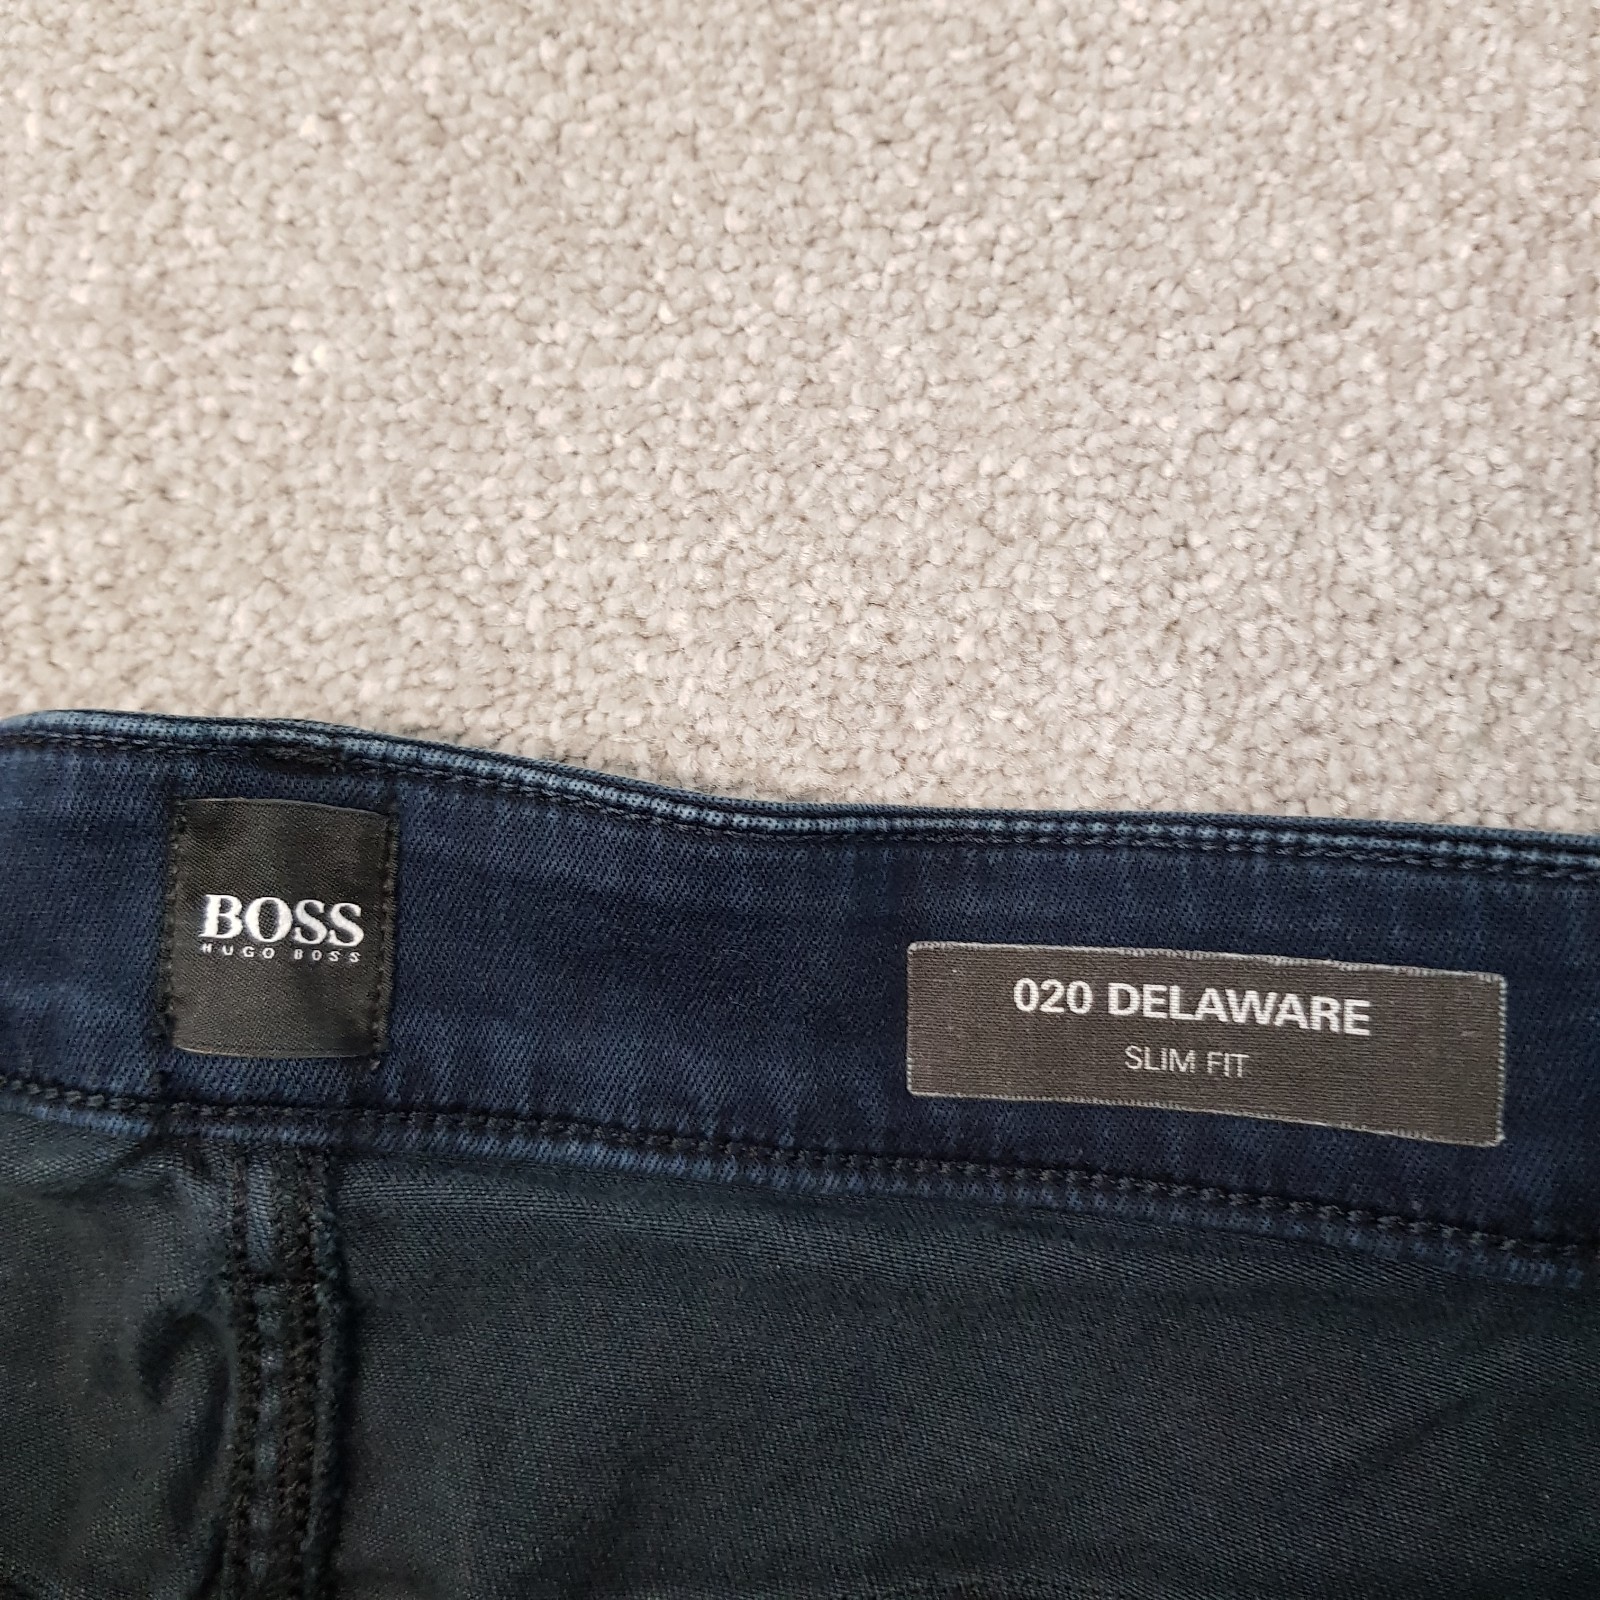 BOSS
HUGO BOSS
020 DELAWARE
SLIM FIT